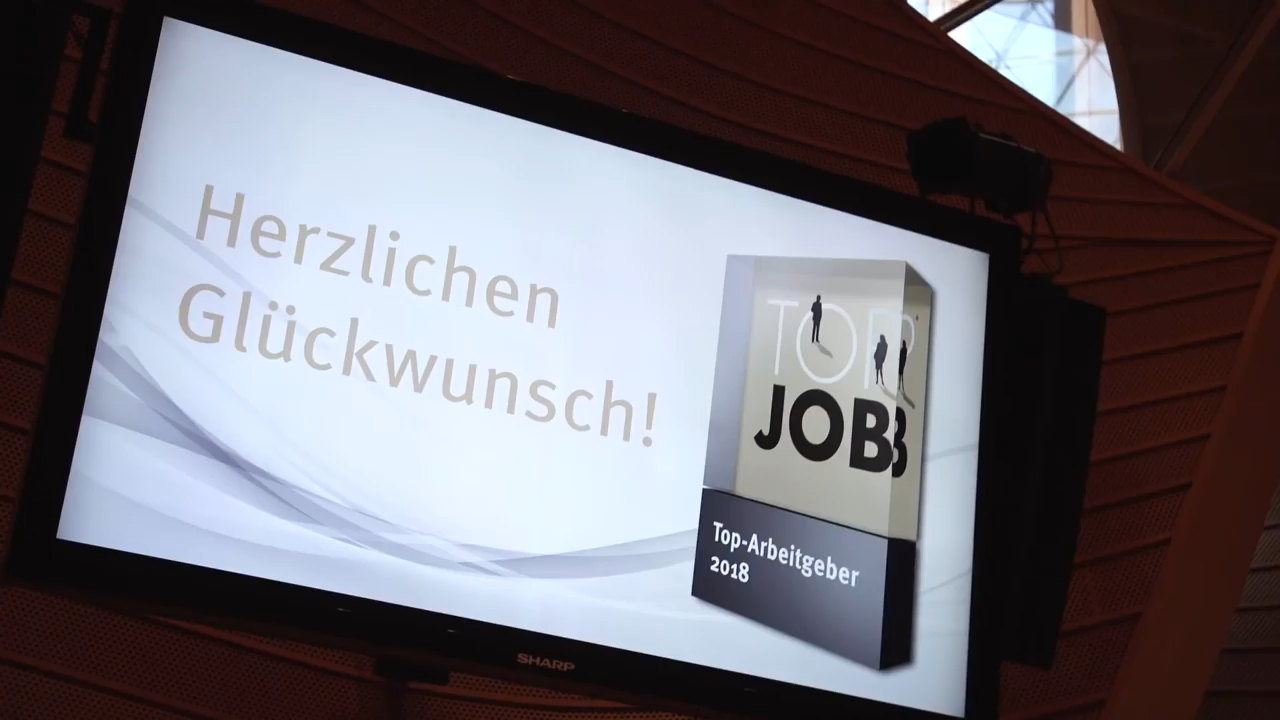 Herzlichen
Glückwunsch!
TOP
JOB
Top-Arbeitgeber
2018
SHARP